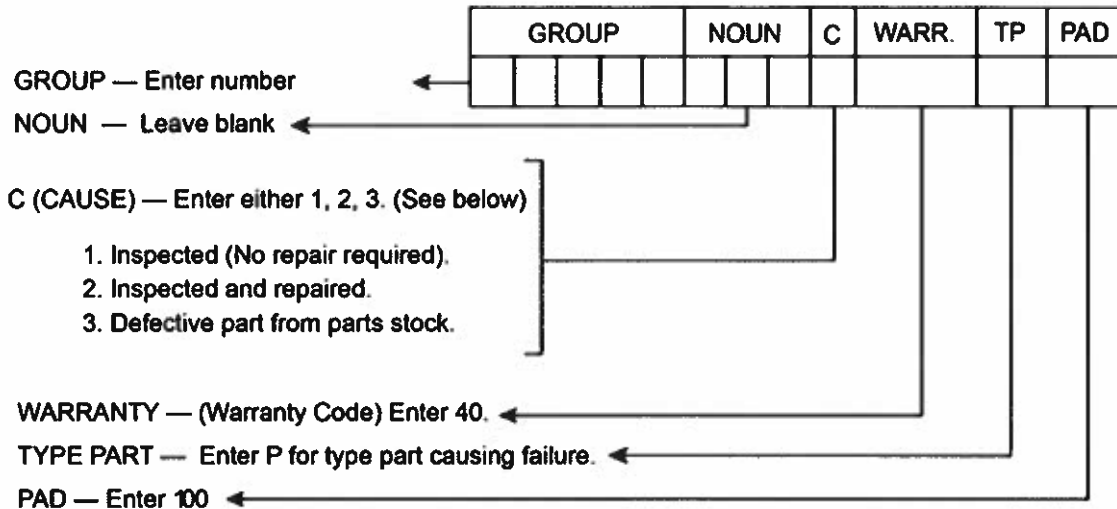 GROUP NOUN C WARR. TP PAD
GROUP — Enter number
NOUN — Leave blank
C (CAUSE) — Enter either 1, 2, 3. (See below)
1. Inspected (No repair required).
2. Inspected and repaired.
3. Defective part from parts stock.
WARRANTY — (Warranty Code) Enter 40.
TYPE PART — Enter P for type part causing failure.
PAD — Enter 100